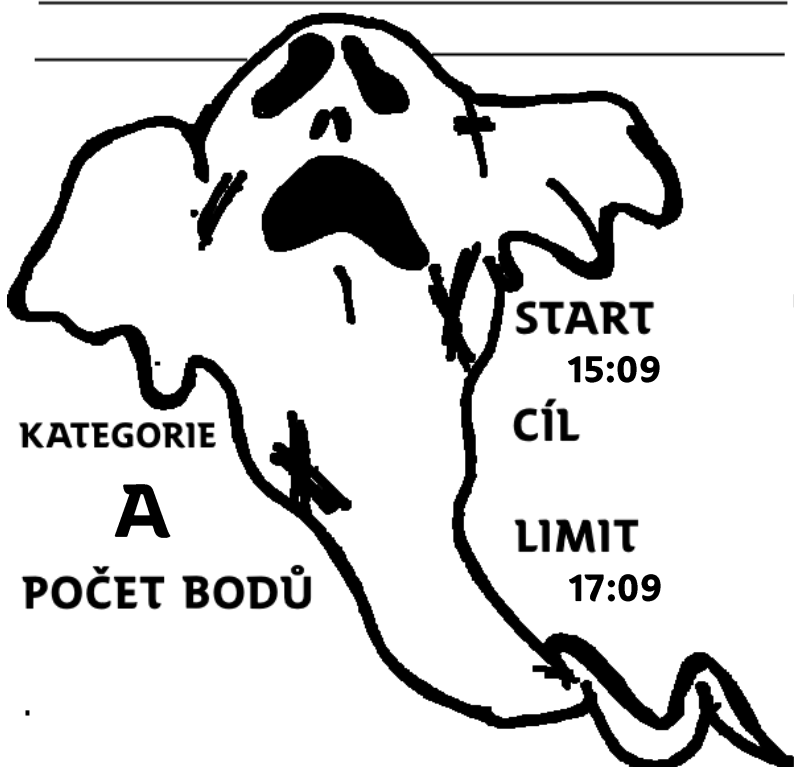 START
15:09
CÍL
KATEGORIE
A
LIMIT
17:09
POČET BODŮ